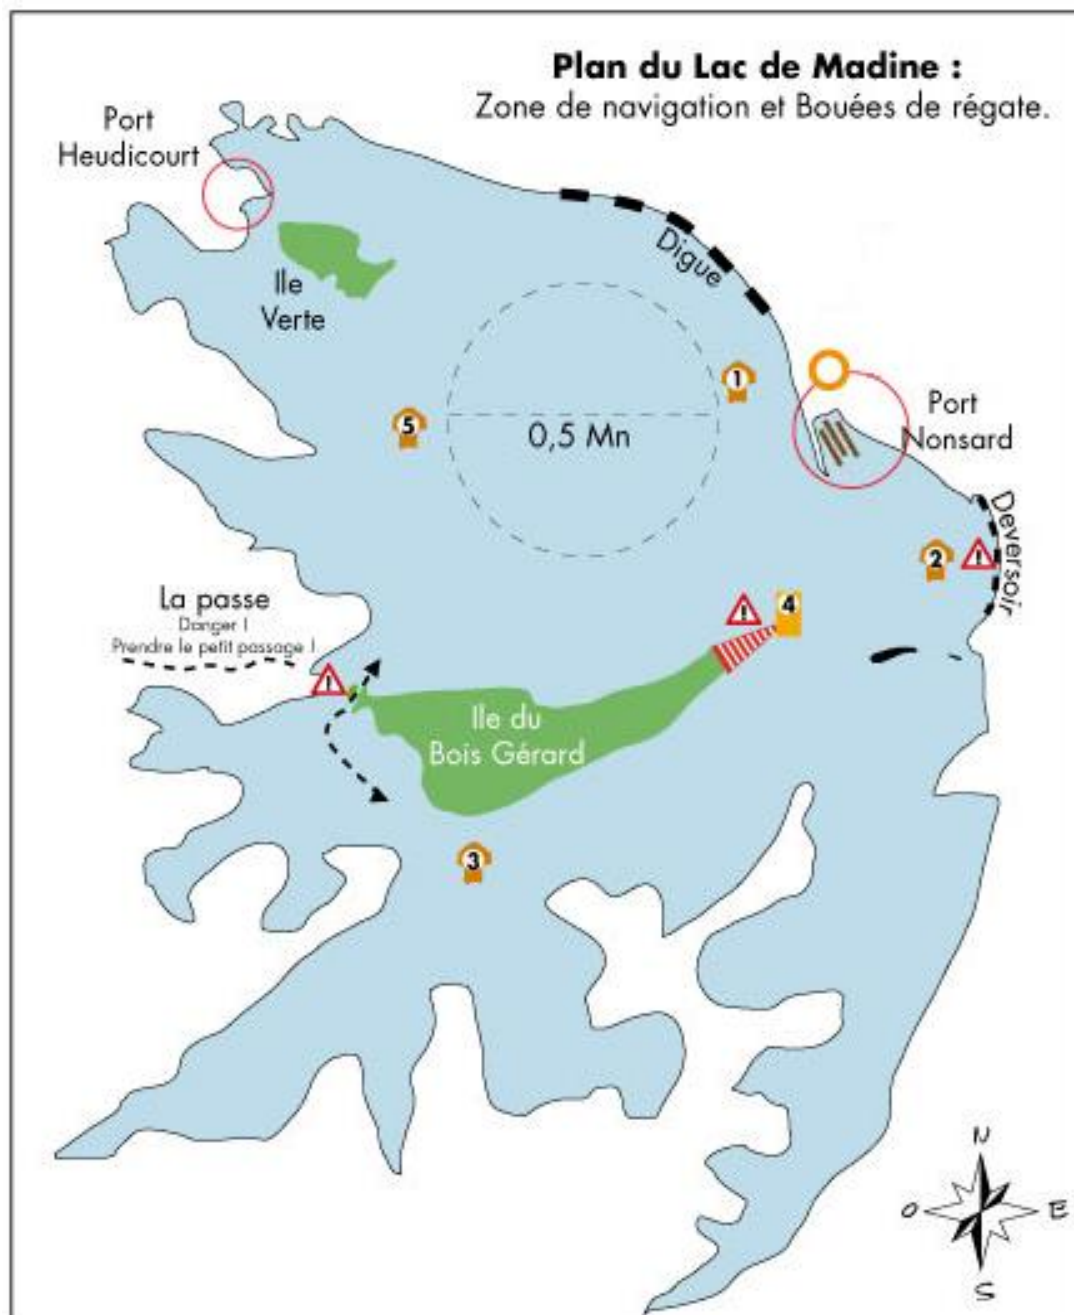 Plan du Lac de Madine :
Zone de navigation et Bouées de régate.
Port
Heudicourt
Digue
Ile
Verte
1
5
0,5 Mn
Port
Nonsard
Deversoir
2
!
!
4
La passe
Danger !
Prendre le petit passage !
!
Ile du
Bois Gérard
3
N
O
E
S